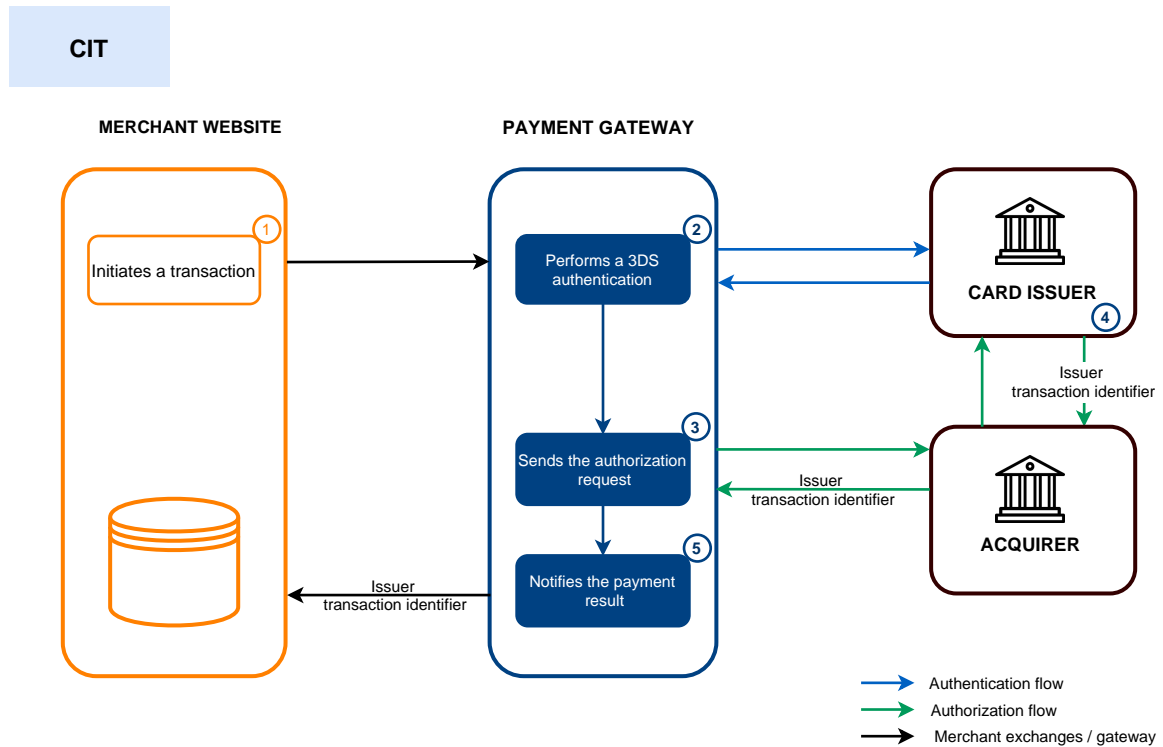 CIT
MERCHANT WEBSITE
PAYMENT GATEWAY
1
Initiates a transaction
2
Performs a 3DS
authentication
CARD ISSUER
4
Issuer
transaction identifier
3
Sends the authorization
request
Issuer
transaction identifier
ACQUIRER
5
Notifies the payment
result
Issuer
transaction identifier
Authentication flow
Authorization flow
Merchant exchanges / gateway